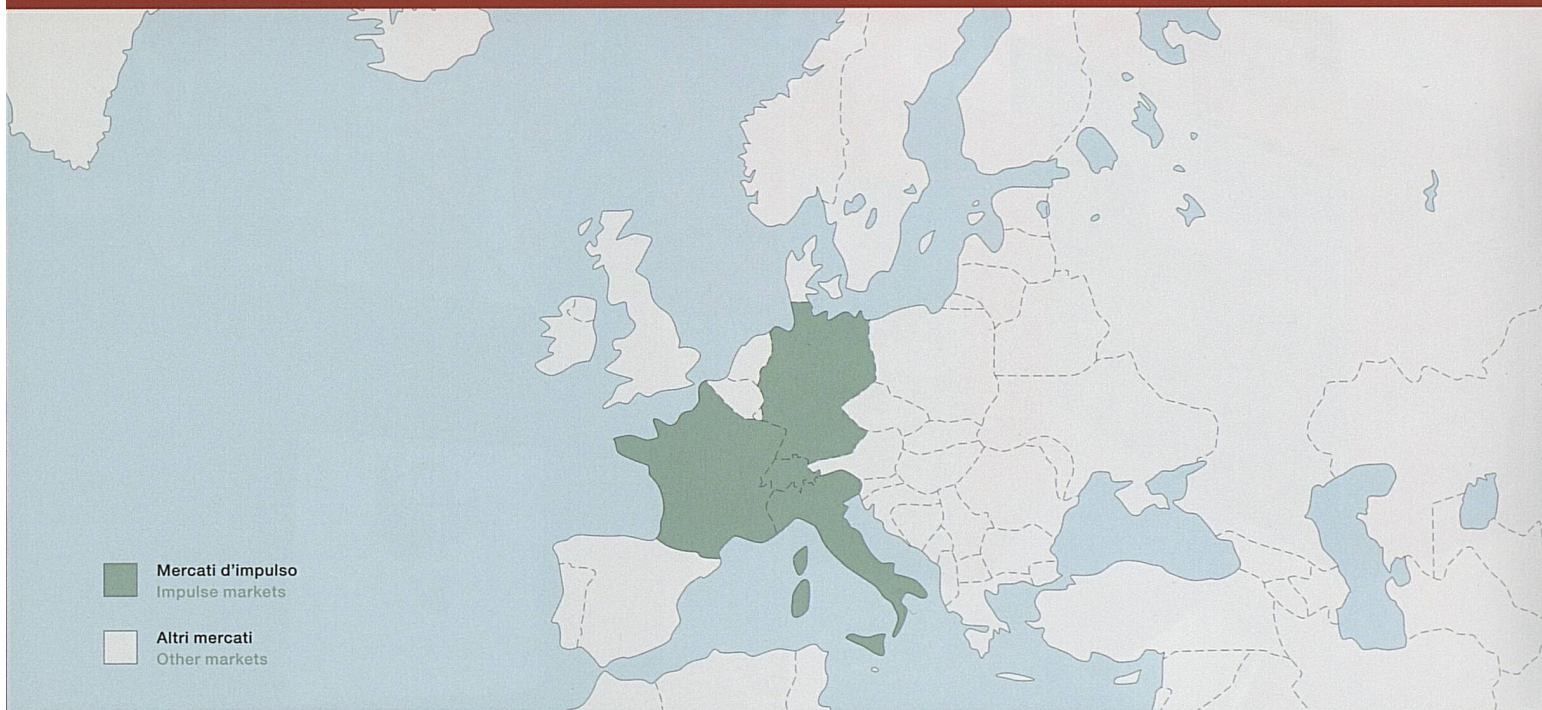 Mercati d'impulso
Impulse markets
Altri mercati
Other markets